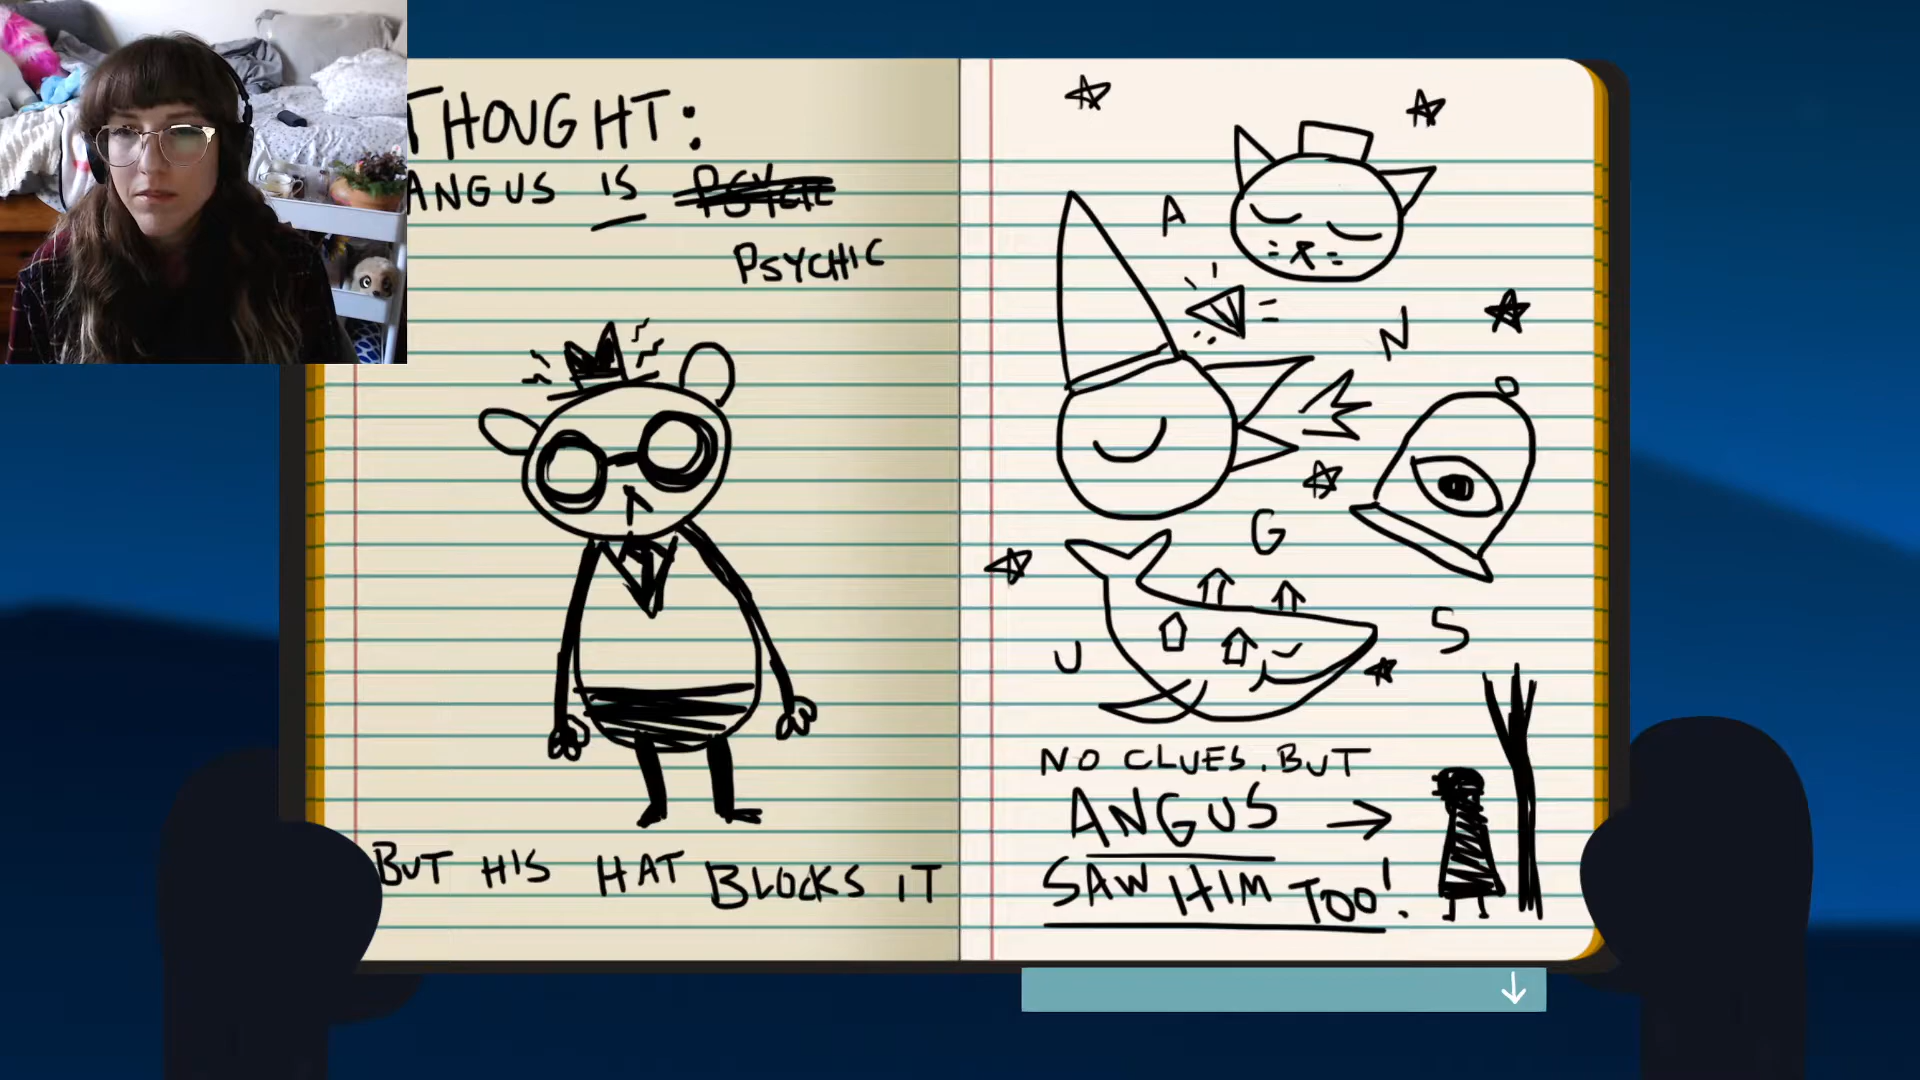 THOUGHT:
ANGUS IS
PSYCHIC
BUT HIS HAT BLOCKS IT
A
N
G
U
S
NO CLUES. BUT
ANGUS →
SAW HIM TOO!